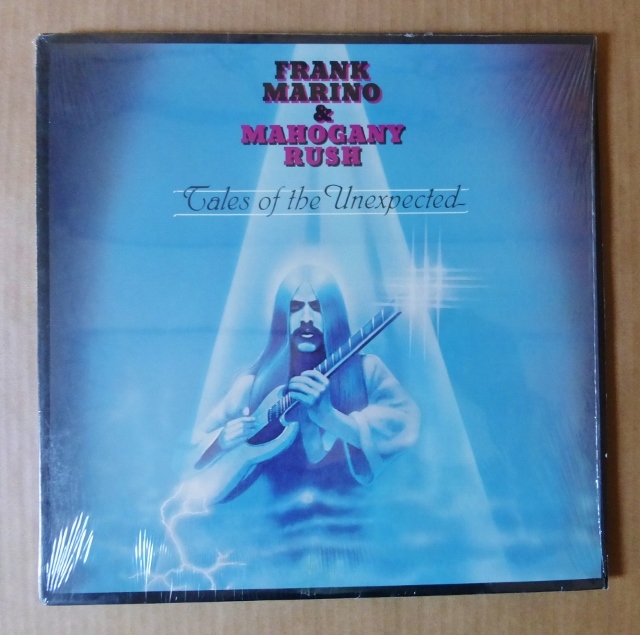 FRANK
MARINO
&
MAHOGANY
RUSH
Tales of the Unexpected